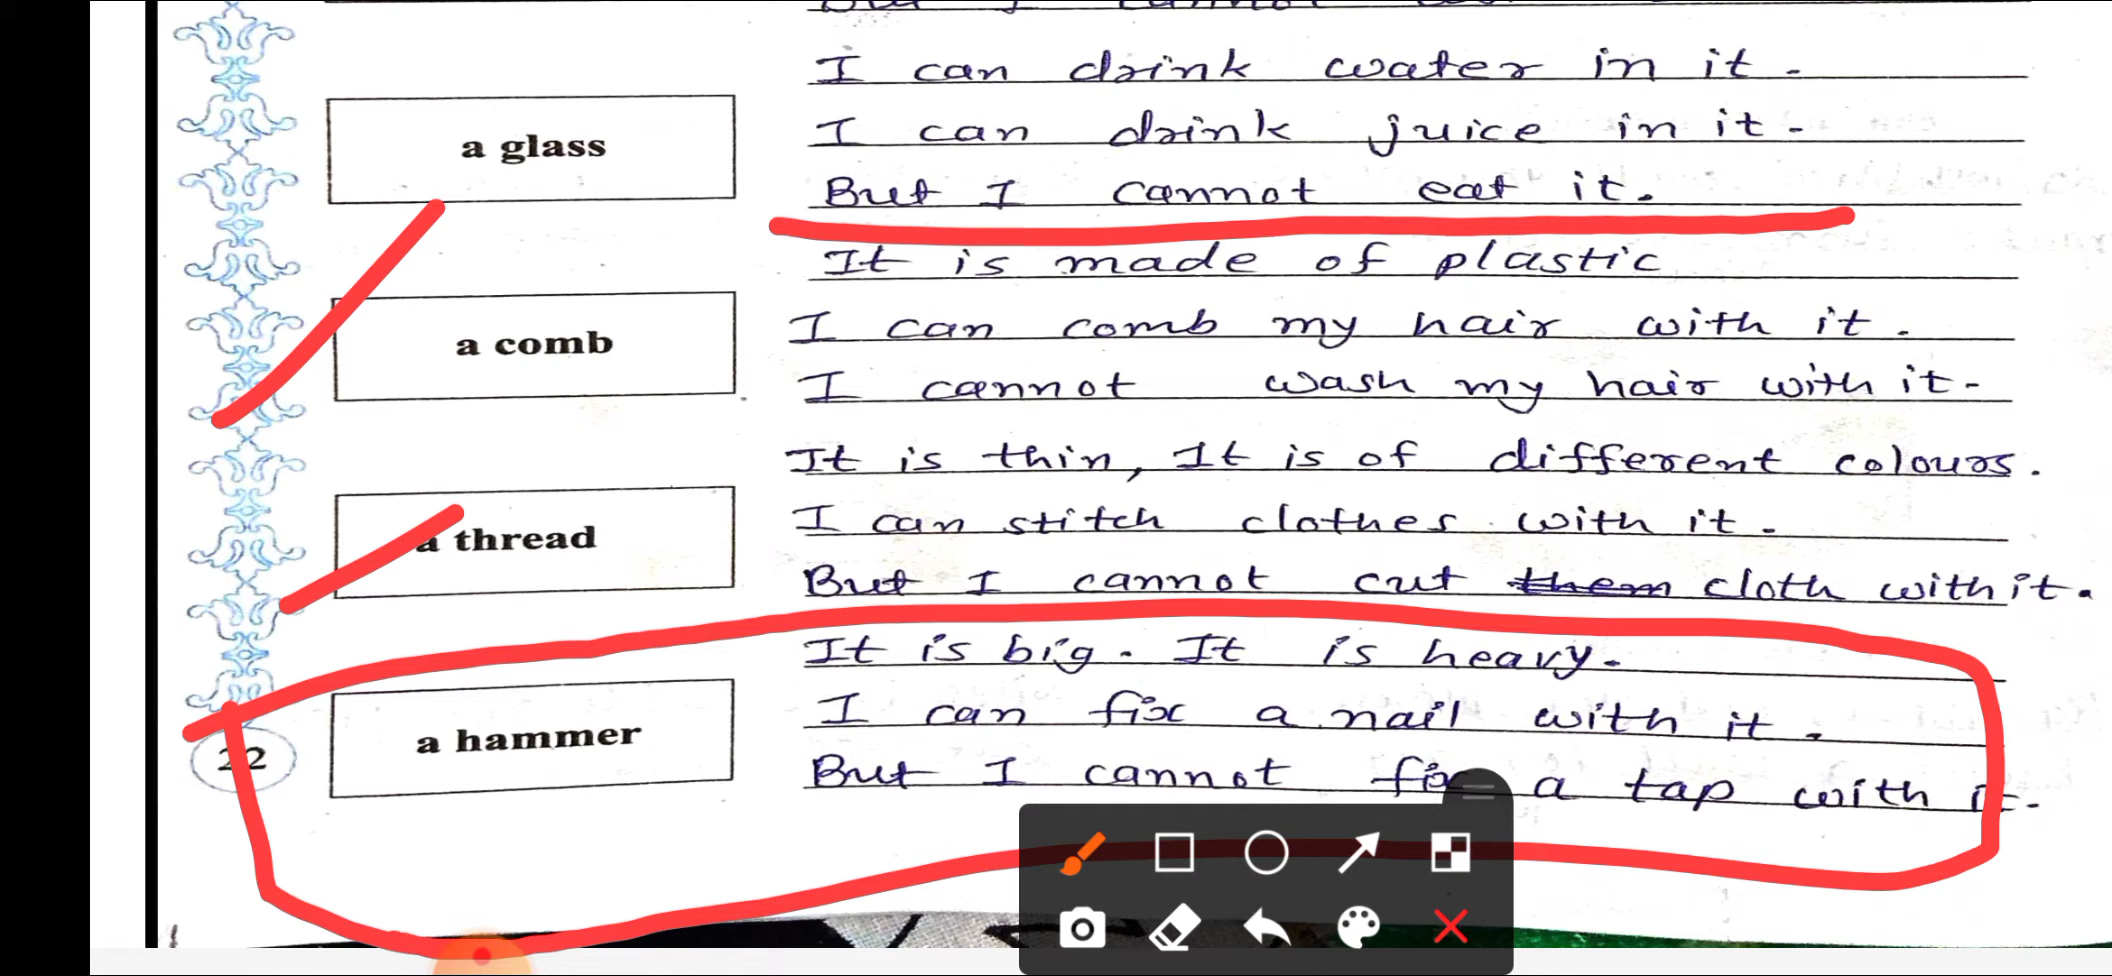 I can drink water in it.
a glass
I can drink juice in it.
But I cannot eat it.
It is made of plastic
a comb
I can comb my hair with it.
I cannot wash my hair with it.
It is thin, It is of different colours.
a thread
I can stitch clothes with it.
But I cannot cut them cloth with it.
It is big. It is heavy.
a hammer
I can fix a nail with it.
But I cannot fix a tap with it.
22